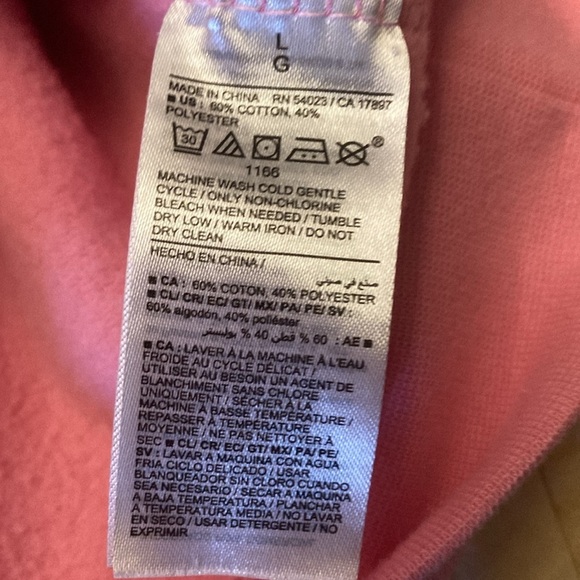 L
G
MADE IN CHINA RN 54023 / CA 17897
■ US : 60% COTTON, 40%
POLYESTER
30
®
1166
MACHINE WASH COLD GENTLE
CYCLE / ONLY NON-CHLORINE
BLEACH WHEN NEEDED / TUMBLE
DRY LOW / WARM IRON / DO NOT
DRY CLEAN
HECHO EN CHINA / صنع في صيني
■ CA : 60% COTON, 40% POLYESTER
■ CL/ CR/ EC/ GT/ MX/ PA/ PE/ SV :
60% algodón, 40% poliéster
■ AE : 60 % قطن 40 % بوليستر
■ CA : LAVER À LA MACHINE À L'EAU
FROIDE AU CYCLE DÉLICAT /
UTILISER AU BESOIN UN AGENT DE
BLANCHIMENT SANS CHLORE
UNIQUEMENT / SÉCHER À LA
MACHINE À BASSE TEMPÉRATURE /
REPASSER À TEMPÉRATURE
MOYENNE / NE PAS NETTOYER À
SEC ■ CL/ CR/ EC/ GT/ MX/ PA/ PE/
SV : LAVAR A MAQUINA CON AGUA
FRIA CICLO DELICADO / USAR
BLANQUEADOR SIN CLORO CUANDO
SEA NECESARIO / SECAR A MAQUINA
A BAJA TEMPERATURA / PLANCHAR
A TEMPERATURA MEDIA / NO LAVAR
EN SECO / USAR DETERGENTE / NO
EXPRIMIR